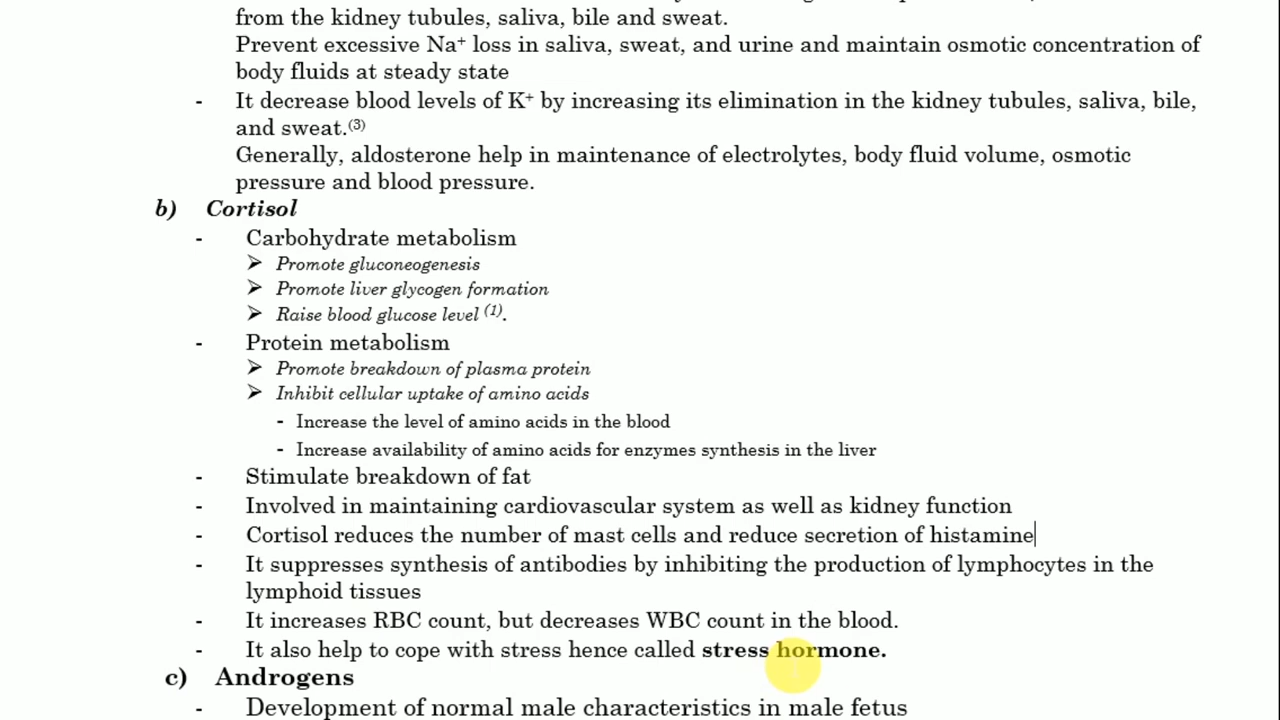 from the kidney tubules, saliva, bile and sweat.
Prevent excessive Na⁺ loss in saliva, sweat, and urine and maintain osmotic concentration of
body fluids at steady state
- It decrease blood levels of K⁺ by increasing its elimination in the kidney tubules, saliva, bile,
and sweat.⁽³⁾
Generally, aldosterone help in maintenance of electrolytes, body fluid volume, osmotic
pressure and blood pressure.
b) Cortisol
- Carbohydrate metabolism
➢ Promote gluconeogenesis
➢ Promote liver glycogen formation
➢ Raise blood glucose level ⁽¹⁾.
- Protein metabolism
➢ Promote breakdown of plasma protein
➢ Inhibit cellular uptake of amino acids
- Increase the level of amino acids in the blood
- Increase availability of amino acids for enzymes synthesis in the liver
- Stimulate breakdown of fat
- Involved in maintaining cardiovascular system as well as kidney function
- Cortisol reduces the number of mast cells and reduce secretion of histamine
- It suppresses synthesis of antibodies by inhibiting the production of lymphocytes in the
lymphoid tissues
- It increases RBC count, but decreases WBC count in the blood.
- It also help to cope with stress hence called stress hormone.
c) Androgens
- Development of normal male characteristics in male fetus